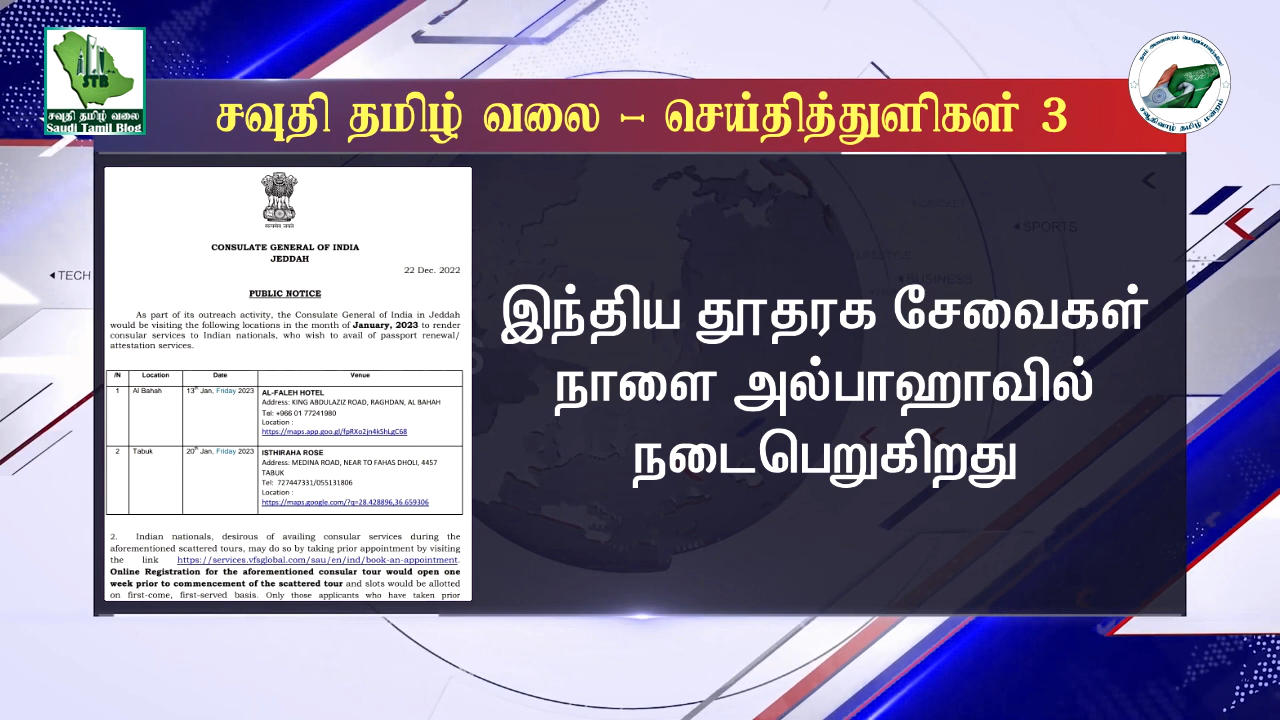 சவுதி தமிழ் வலை
Saudi Tamil Blog
STB
சவுதி தமிழ் வலை – செய்தித்துளிகள் 3
TECH
SPORTS
BUSINESS
सत्यमेव जयते
CONSULATE GENERAL OF INDIA
JEDDAH
22 Dec. 2022
PUBLIC NOTICE
As part of its outreach activity, the Consulate General of India in Jeddah
would be visiting the following locations in the month of January, 2023 to render
consular services to Indian nationals, who wish to avail of passport renewal/
attestation services.
/N Location Date Venue
1 Al Bahah 13th Jan, Friday 2023 AL-FALEH HOTEL
Address: KING ABDULAZIZ ROAD, RAGHDAN, AL BAHAH
Tel: +966 01 77241980
Location :
https://maps.app.goo.gl/fpRXo2jn4kShLgC68
2 Tabuk 20th Jan, Friday 2023 ISTHIRAHA ROSE
Address: MEDINA ROAD, NEAR TO FAHAS DHOLI, 4457
TABUK
Tel: 727447331/055131806
Location :
https://maps.google.com/?q=28.428896,36.659306
2. Indian nationals, desirous of availing consular services during the
aforementioned scattered tours, may do so by taking prior appointment by visiting
the link https://services.vfsglobal.com/sau/en/ind/book-an-appointment.
Online Registration for the aforementioned consular tour would open one
week prior to commencement of the scattered tour and slots would be allotted
on first-come, first-served basis. Only those applicants who have taken prior
இந்திய தூதரக சேவைகள்
நாளை அல்பாஹாவில்
நடைபெறுகிறது